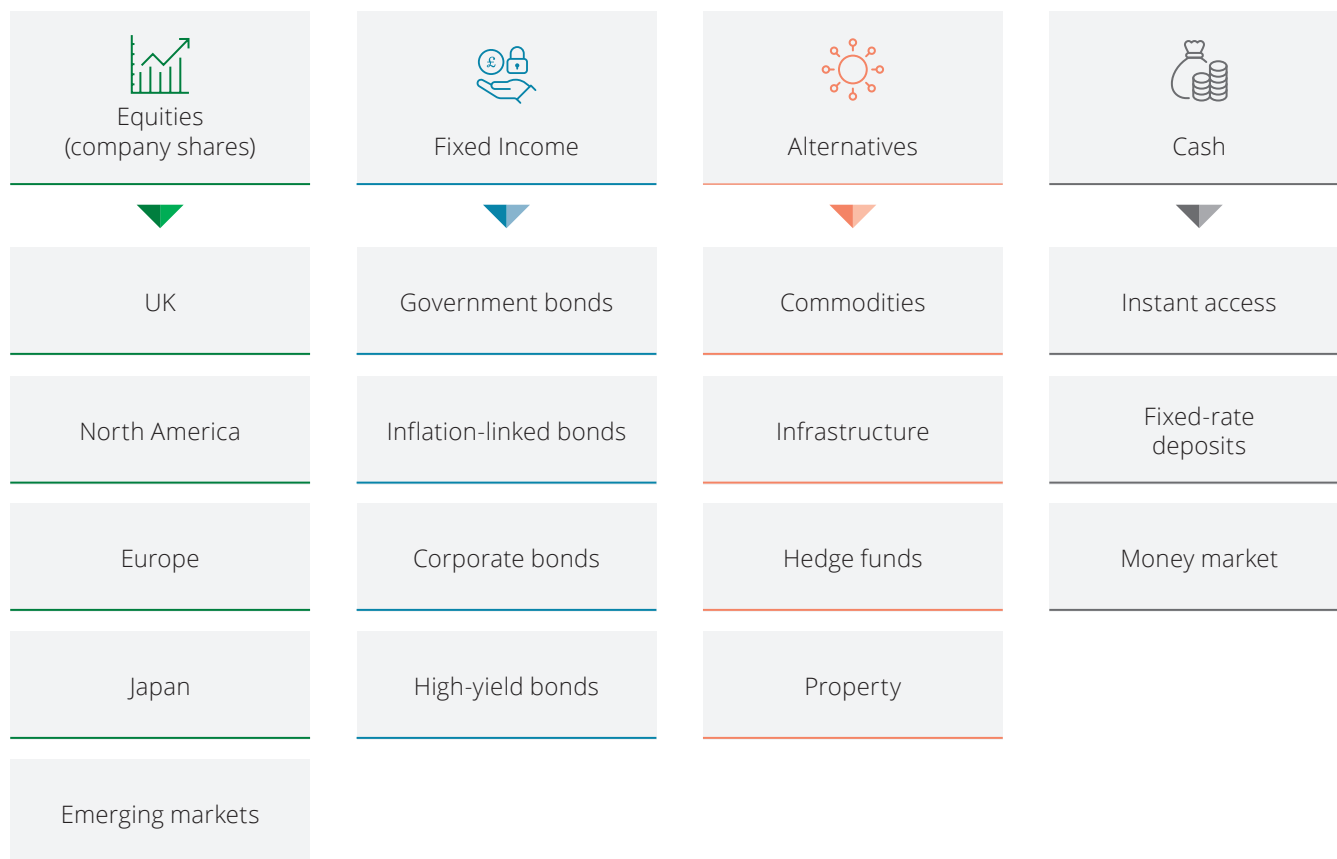 Equities
(company shares)
Fixed Income
Alternatives
Cash
UK
Government bonds
Commodities
Instant access
North America
Inflation-linked bonds
Infrastructure
Fixed-rate
deposits
Europe
Corporate bonds
Hedge funds
Money market
Japan
High-yield bonds
Property
Emerging markets